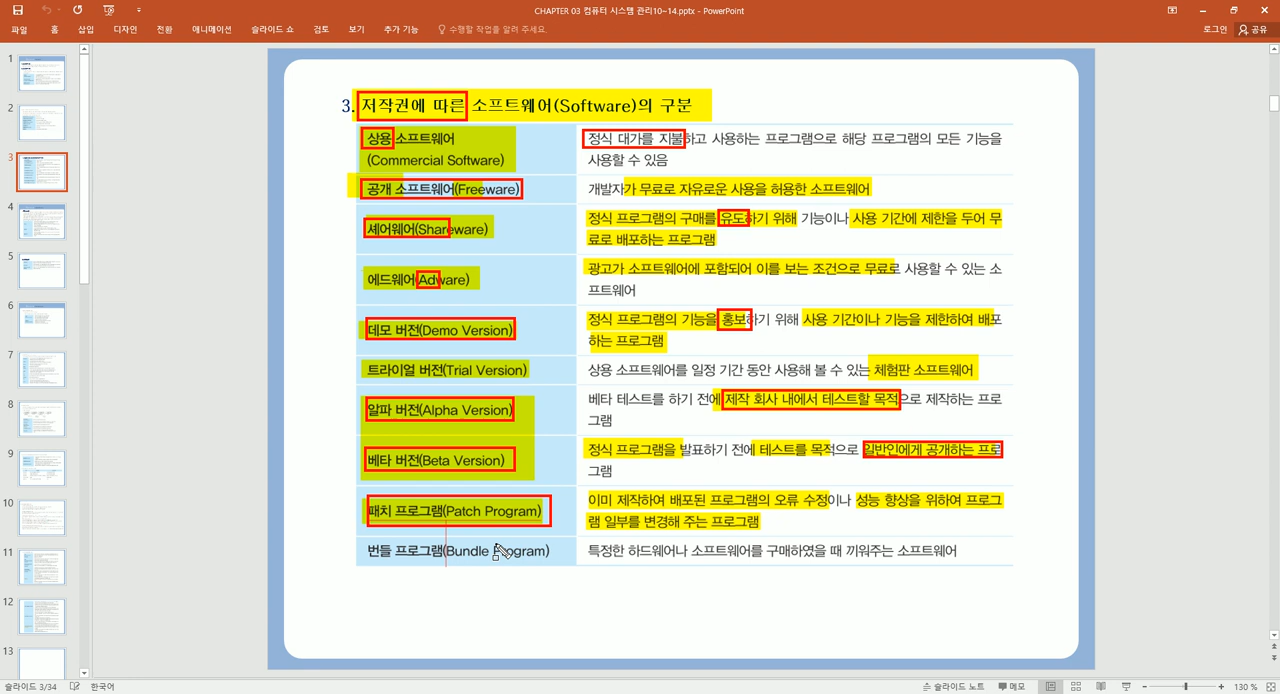 CHAPTER 03 컴퓨터 시스템 관리10~14.pptx - PowerPoint
파일 홈 삽입 디자인 전환 애니메이션 슬라이드 쇼 검토 보기 추가 기능 수행할 작업을 알려 주세요. 로그인 공유
3. 저작권에 따른 소프트웨어(Software)의 구분
상용 소프트웨어
(Commercial Software)
정식 대가를 지불하고 사용하는 프로그램으로 해당 프로그램의 모든 기능을
사용할 수 있음
공개 소프트웨어(Freeware)
개발자가 무료로 자유로운 사용을 허용한 소프트웨어
셰어웨어(Shareware)
정식 프로그램의 구매를 유도하기 위해 기능이나 사용 기간에 제한을 두어 무
료로 배포하는 프로그램
에드웨어(Adware)
광고가 소프트웨어에 포함되어 이를 보는 조건으로 무료로 사용할 수 있는 소
프트웨어
데모 버전(Demo Version)
정식 프로그램의 기능을 홍보하기 위해 사용 기간이나 기능을 제한하여 배포
하는 프로그램
트라이얼 버전(Trial Version)
상용 소프트웨어를 일정 기간 동안 사용해 볼 수 있는 체험판 소프트웨어
알파 버전(Alpha Version)
베타 테스트를 하기 전에 제작 회사 내에서 테스트할 목적으로 제작하는 프로
그램
베타 버전(Beta Version)
정식 프로그램을 발표하기 전에 테스트를 목적으로 일반인에게 공개하는 프로
그램
패치 프로그램(Patch Program)
이미 제작하여 배포된 프로그램의 오류 수정이나 성능 향상을 위하여 프로그
램 일부를 변경해 주는 프로그램
번들 프로그램(Bundle Program)
특정한 하드웨어나 소프트웨어를 구매하였을 때 끼워주는 소프트웨어
1
2
3
4
5
6
7
8
9
10
11
12
13
슬라이드 3/34 한국어 슬라이드 노트 메모 130 %